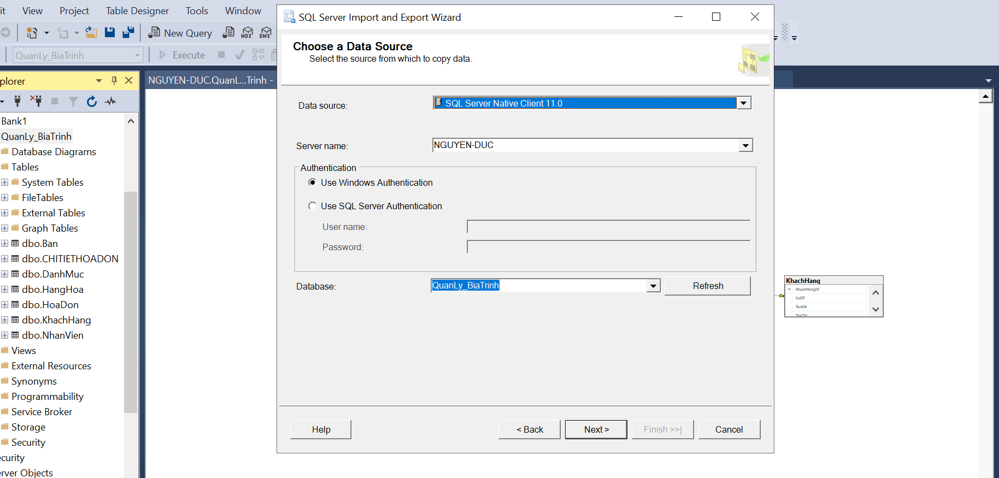 it View Project Table Designer Tools Window
New Query MDX DMX
QuanLy_BiaTrinh Execute
plorer
NGUYEN-DUC.QuanL...Trinh -
Bank1
QuanLy_BiaTrinh
Database Diagrams
Tables
System Tables
FileTables
External Tables
Graph Tables
dbo.Ban
dbo.CHITIETHOADON
dbo.DanhMuc
dbo.HangHoa
dbo.HoaDon
dbo.KhachHang
dbo.NhanVien
Views
External Resources
Synonyms
Programmability
Service Broker
Storage
Security
ecurity
erver Objects
SQL Server Import and Export Wizard
Choose a Data Source
Select the source from which to copy data.
Data source: SQL Server Native Client 11.0
Server name: NGUYEN-DUC
Authentication
Use Windows Authentication
Use SQL Server Authentication
User name:
Password:
Database: QuanLy_BiaTrinh Refresh
Help < Back Next > Finish >>| Cancel
KhachHang
KhachHangID
SoDT
TenKH
DiaChi